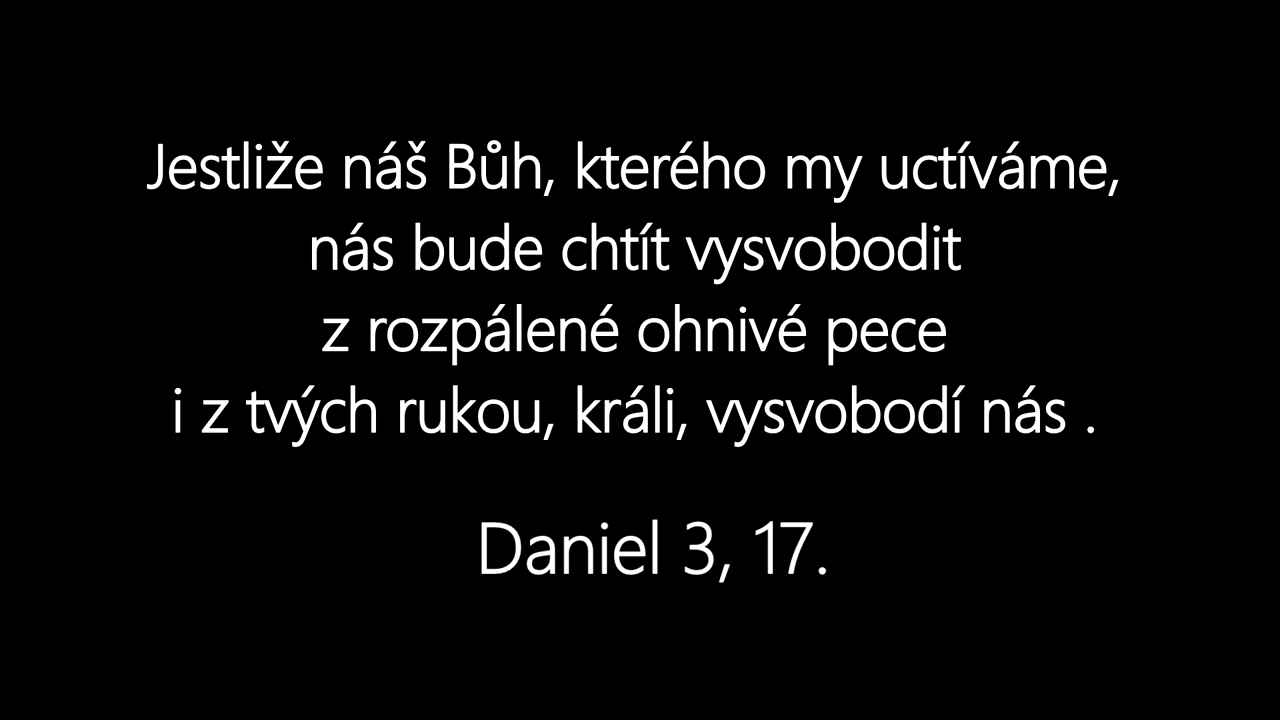 Jestliže náš Bůh, kterého my uctíváme,
nás bude chtít vysvobodit
z rozpálené ohnivé pece
i z tvých rukou, králi, vysvobodí nás .
Daniel 3, 17.